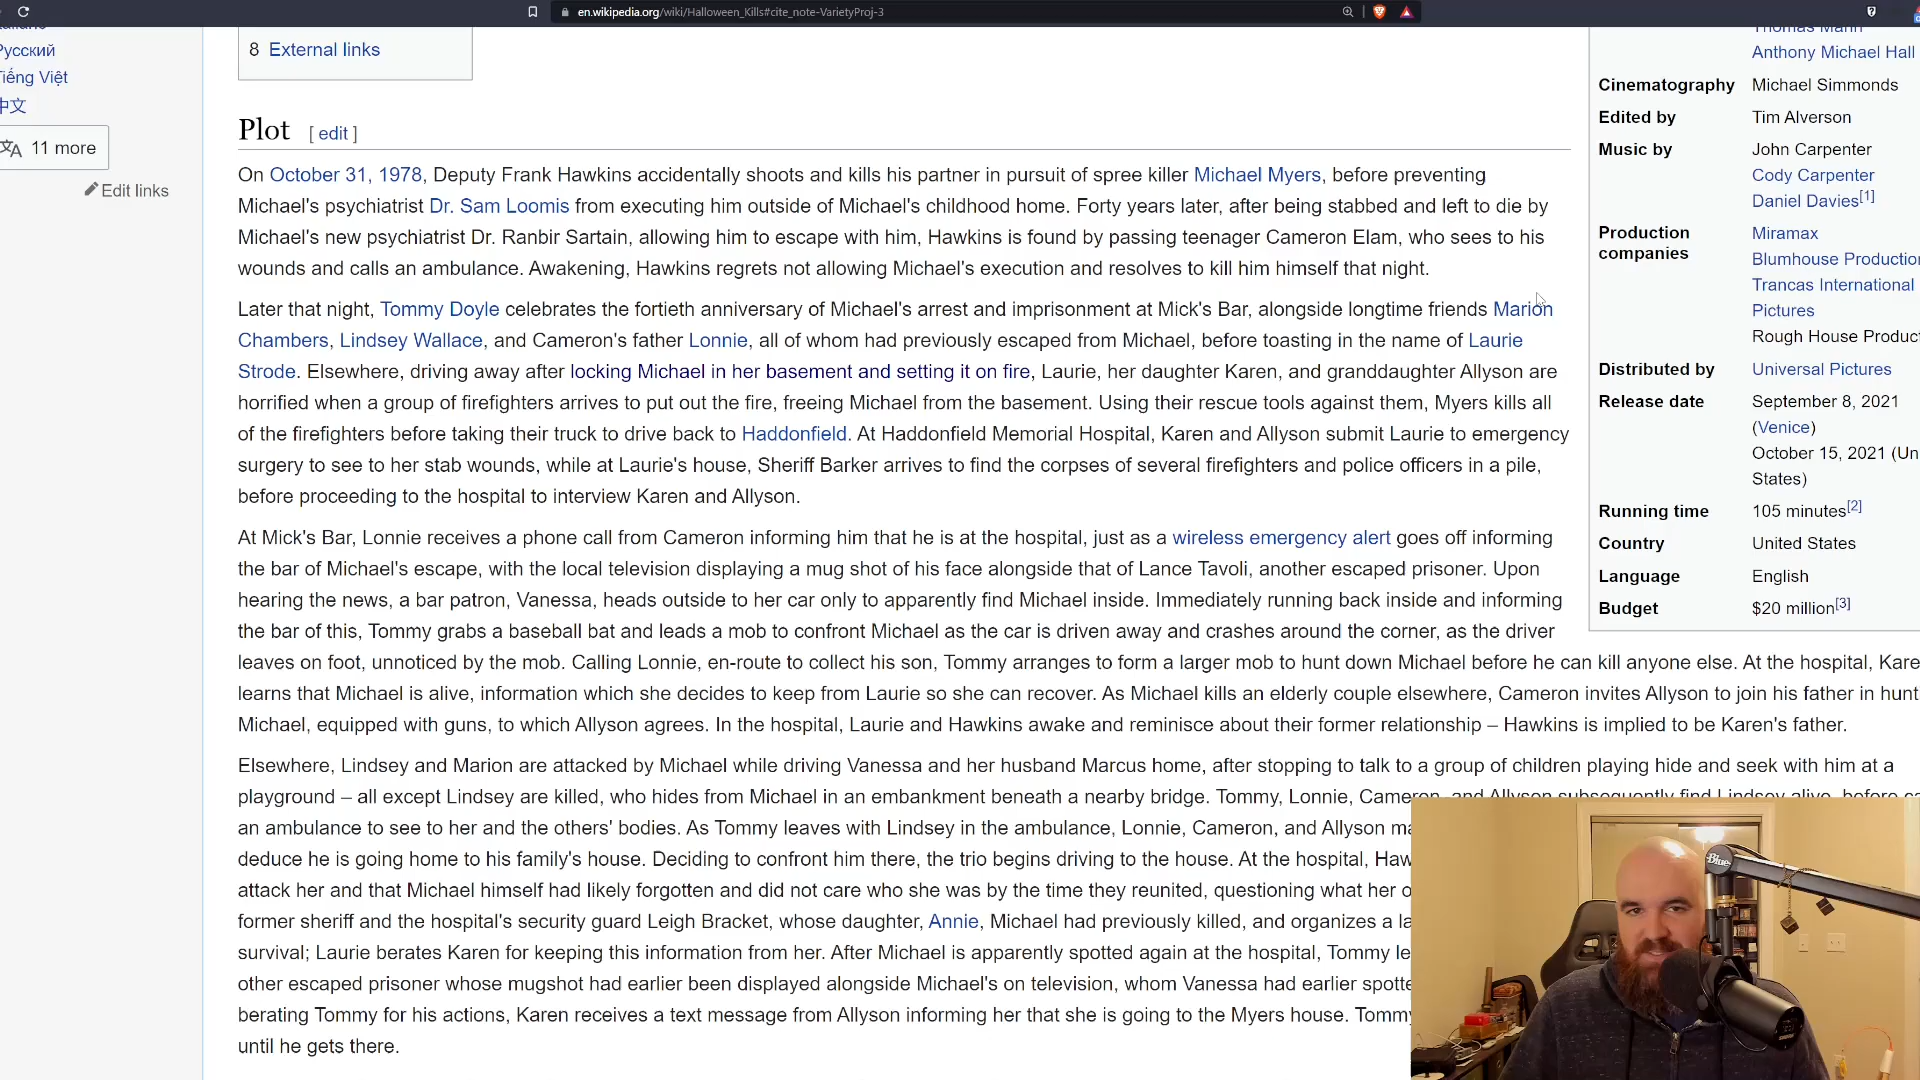 en.wikipedia.org/wiki/Halloween_Kills#cite_note-VarietyProj-3
Русский
Tiếng Việt
中文
11 more
Edit links
8 External links
Plot [ edit ]
On October 31, 1978, Deputy Frank Hawkins accidentally shoots and kills his partner in pursuit of spree killer Michael Myers, before preventing
Michael's psychiatrist Dr. Sam Loomis from executing him outside of Michael's childhood home. Forty years later, after being stabbed and left to die by
Michael's new psychiatrist Dr. Ranbir Sartain, allowing him to escape with him, Hawkins is found by passing teenager Cameron Elam, who sees to his
wounds and calls an ambulance. Awakening, Hawkins regrets not allowing Michael's execution and resolves to kill him himself that night.
Later that night, Tommy Doyle celebrates the fortieth anniversary of Michael's arrest and imprisonment at Mick's Bar, alongside longtime friends Marion
Chambers, Lindsey Wallace, and Cameron's father Lonnie, all of whom had previously escaped from Michael, before toasting in the name of Laurie
Strode. Elsewhere, driving away after locking Michael in her basement and setting it on fire, Laurie, her daughter Karen, and granddaughter Allyson are
horrified when a group of firefighters arrives to put out the fire, freeing Michael from the basement. Using their rescue tools against them, Myers kills all
of the firefighters before taking their truck to drive back to Haddonfield. At Haddonfield Memorial Hospital, Karen and Allyson submit Laurie to emergency
surgery to see to her stab wounds, while at Laurie's house, Sheriff Barker arrives to find the corpses of several firefighters and police officers in a pile,
before proceeding to the hospital to interview Karen and Allyson.
At Mick's Bar, Lonnie receives a phone call from Cameron informing him that he is at the hospital, just as a wireless emergency alert goes off informing
the bar of Michael's escape, with the local television displaying a mug shot of his face alongside that of Lance Tavoli, another escaped prisoner. Upon
hearing the news, a bar patron, Vanessa, heads outside to her car only to apparently find Michael inside. Immediately running back inside and informing
the bar of this, Tommy grabs a baseball bat and leads a mob to confront Michael as the car is driven away and crashes around the corner, as the driver
leaves on foot, unnoticed by the mob. Calling Lonnie, en-route to collect his son, Tommy arranges to form a larger mob to hunt down Michael before he can kill anyone else. At the hospital, Kare
learns that Michael is alive, information which she decides to keep from Laurie so she can recover. As Michael kills an elderly couple elsewhere, Cameron invites Allyson to join his father in hunt
Michael, equipped with guns, to which Allyson agrees. In the hospital, Laurie and Hawkins awake and reminisce about their former relationship – Hawkins is implied to be Karen's father.
Elsewhere, Lindsey and Marion are attacked by Michael while driving Vanessa and her husband Marcus home, after stopping to talk to a group of children playing hide and seek with him at a
playground – all except Lindsey are killed, who hides from Michael in an embankment beneath a nearby bridge. Tommy, Lonnie, Cameron, and Allyson subsequently find Lindsey alive, before ca
an ambulance to see to her and the others' bodies. As Tommy leaves with Lindsey in the ambulance, Lonnie, Cameron, and Allyson ma
deduce he is going home to his family's house. Deciding to confront him there, the trio begins driving to the house. At the hospital, Haw
attack her and that Michael himself had likely forgotten and did not care who she was by the time they reunited, questioning what her o
former sheriff and the hospital's security guard Leigh Bracket, whose daughter, Annie, Michael had previously killed, and organizes a la
survival; Laurie berates Karen for keeping this information from her. After Michael is apparently spotted again at the hospital, Tommy le
other escaped prisoner whose mugshot had earlier been displayed alongside Michael's on television, whom Vanessa had earlier spotte
berating Tommy for his actions, Karen receives a text message from Allyson informing her that she is going to the Myers house. Tommy
until he gets there.
Thomas Mann
Anthony Michael Hall
Cinematography Michael Simmonds
Edited by Tim Alverson
Music by John Carpenter
Cody Carpenter
Daniel Davies[1]
Production companies Miramax
Blumhouse Productio
Trancas International
Pictures
Rough House Product
Distributed by Universal Pictures
Release date September 8, 2021
(Venice)
October 15, 2021 (Un
States)
Running time 105 minutes[2]
Country United States
Language English
Budget $20 million[3]
Blue